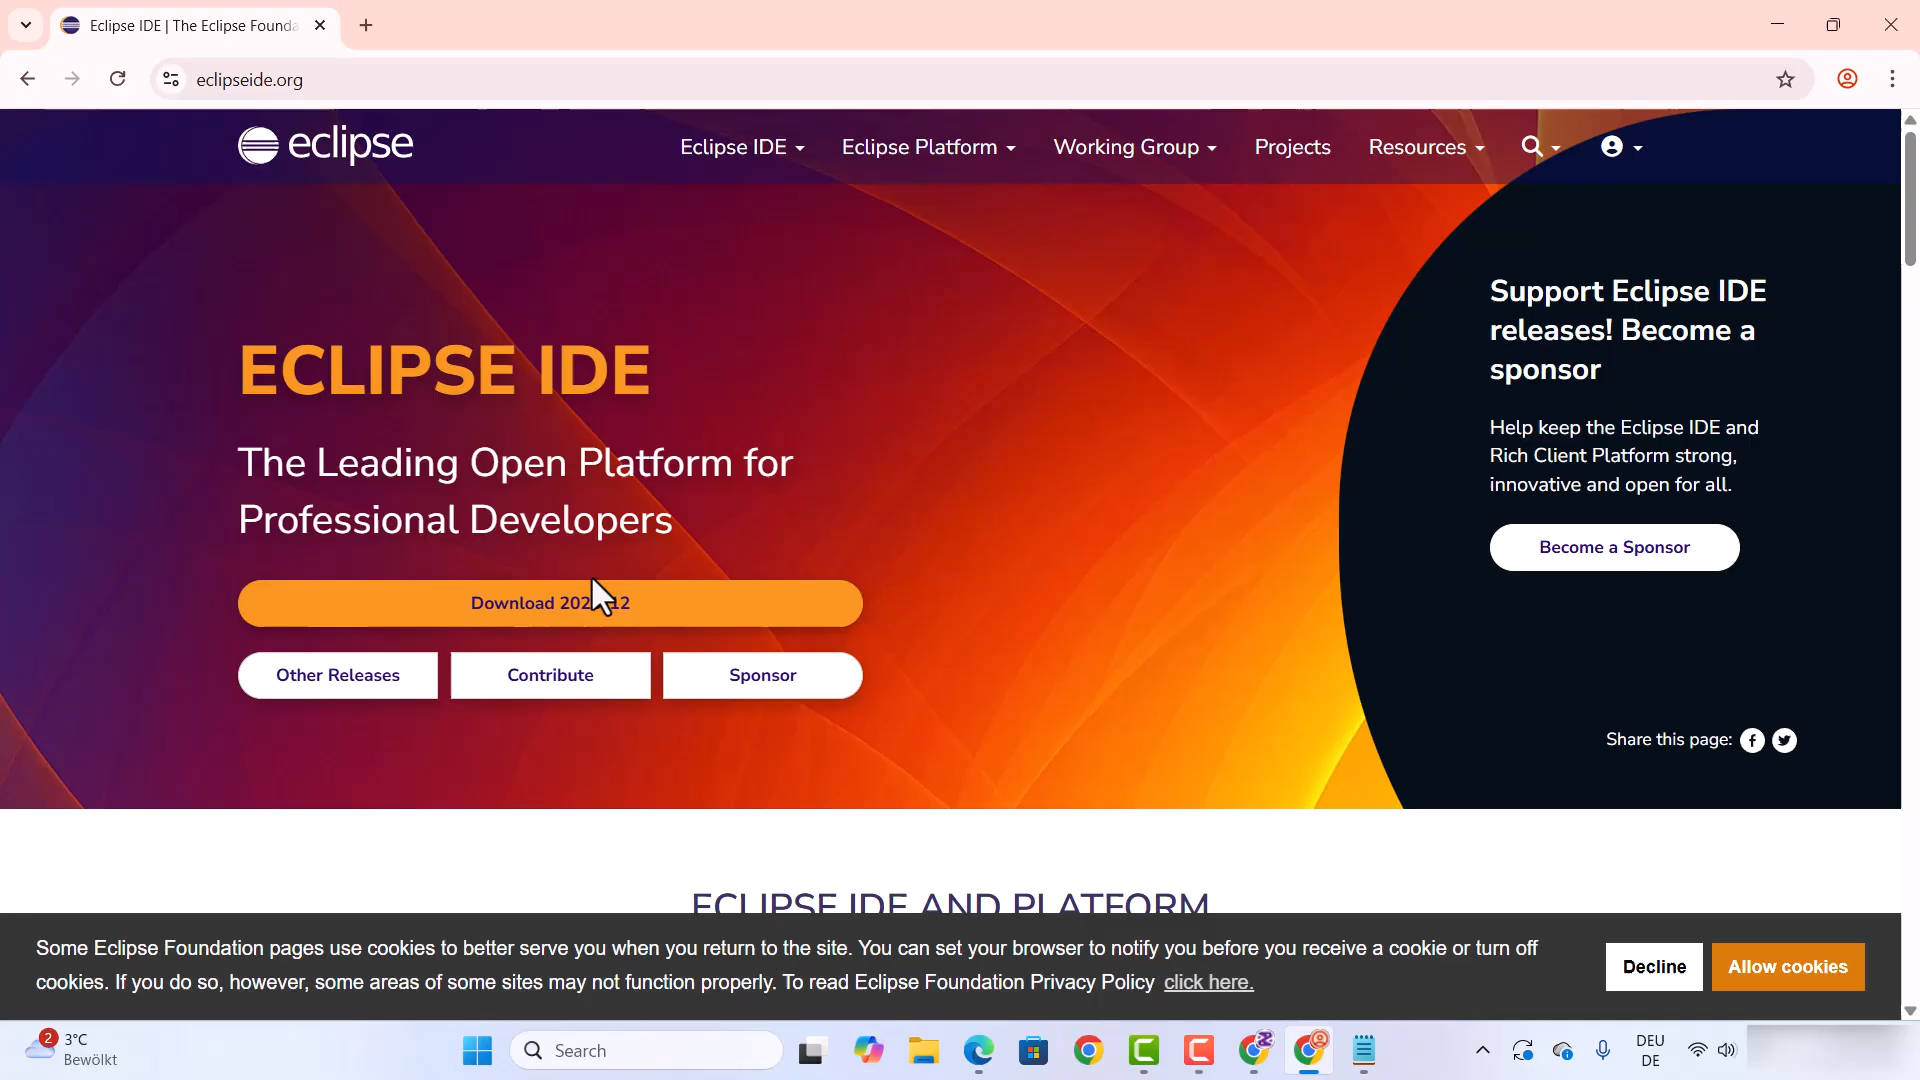 Eclipse IDE | The Eclipse Founda
eclipseide.org
eclipse
Eclipse IDE
Eclipse Platform
Working Group
Projects
Resources
Support Eclipse IDE
releases! Become a
sponsor
Help keep the Eclipse IDE and
Rich Client Platform strong,
innovative and open for all.
Become a Sponsor
ECLIPSE IDE
The Leading Open Platform for
Professional Developers
Download 202 12
Other Releases
Contribute
Sponsor
Share this page:
ECLIPSE IDE AND PLATFORM
Some Eclipse Foundation pages use cookies to better serve you when you return to the site. You can set your browser to notify you before you receive a cookie or turn off
cookies. If you do so, however, some areas of some sites may not function properly. To read Eclipse Foundation Privacy Policy click here.
Decline
Allow cookies
2
3°C
Bewölkt
Search
DEU
DE